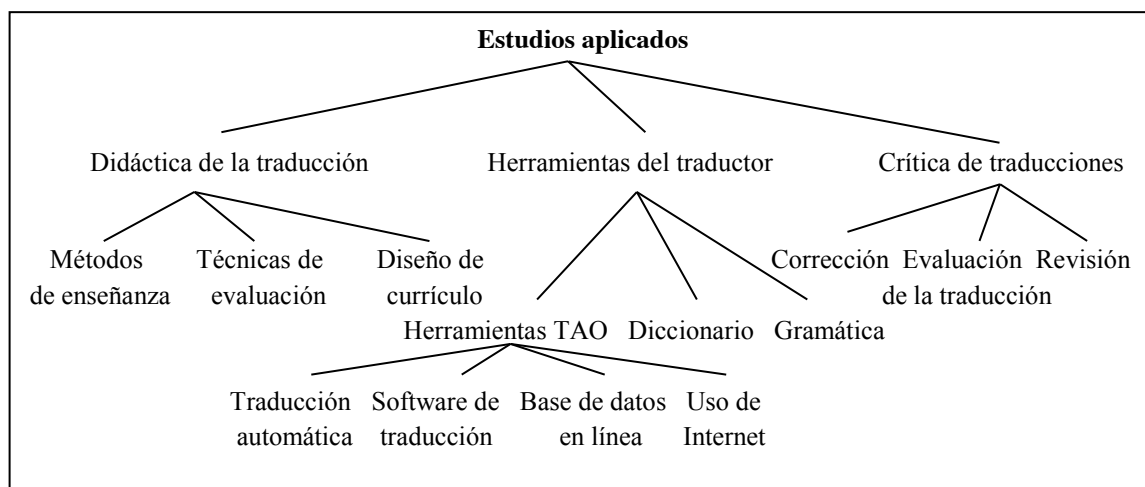 Estudios aplicados
Didáctica de la traducción Herramientas del traductor Crítica de traducciones
Métodos de enseñanza
Técnicas de evaluación
Diseño de currículo
Corrección Evaluación de la traducción Revisión
Herramientas TAO Diccionario Gramática
Traducción automática
Software de traducción
Base de datos en línea
Uso de Internet